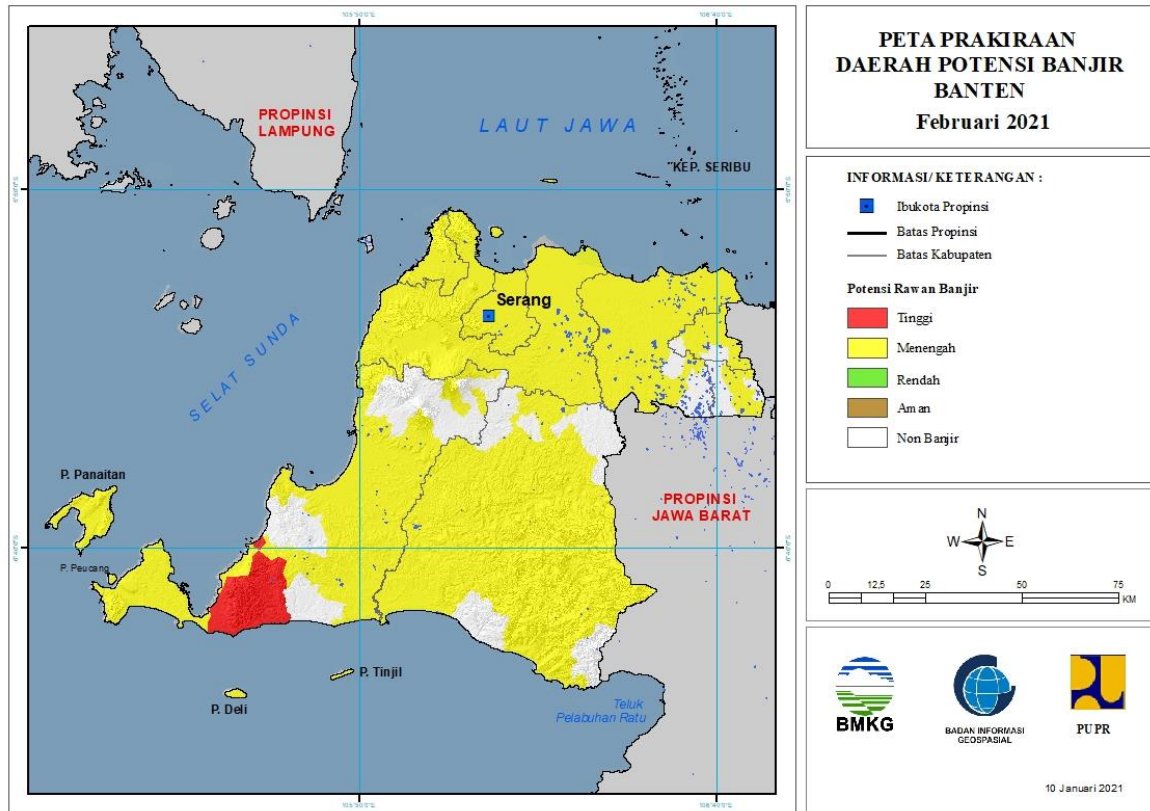 PROPINSI
LAMPUNG
LAUT JAWA
KEP. SERIBU
Serang
SELAT SUNDA
P. Panaitan
P. Peucang
PROPINSI
JAWA BARAT
P. Tinjil
P. Deli
Teluk
Pelabuhan Ratu
PETA PRAKIRAAN
DAERAH POTENSI BANJIR
BANTEN
Februari 2021
INFORMASI/ KETERANGAN :
Ibukota Propinsi
Batas Propinsi
Batas Kabupaten
Potensi Rawan Banjir
Tinggi
Menengah
Rendah
Aman
Non Banjir
N
W E
S
0 12,5 25 50 75
KM
BMKG
BADAN INFORMASI
GEOSPASIAL
PUPR
10 Januari 2021